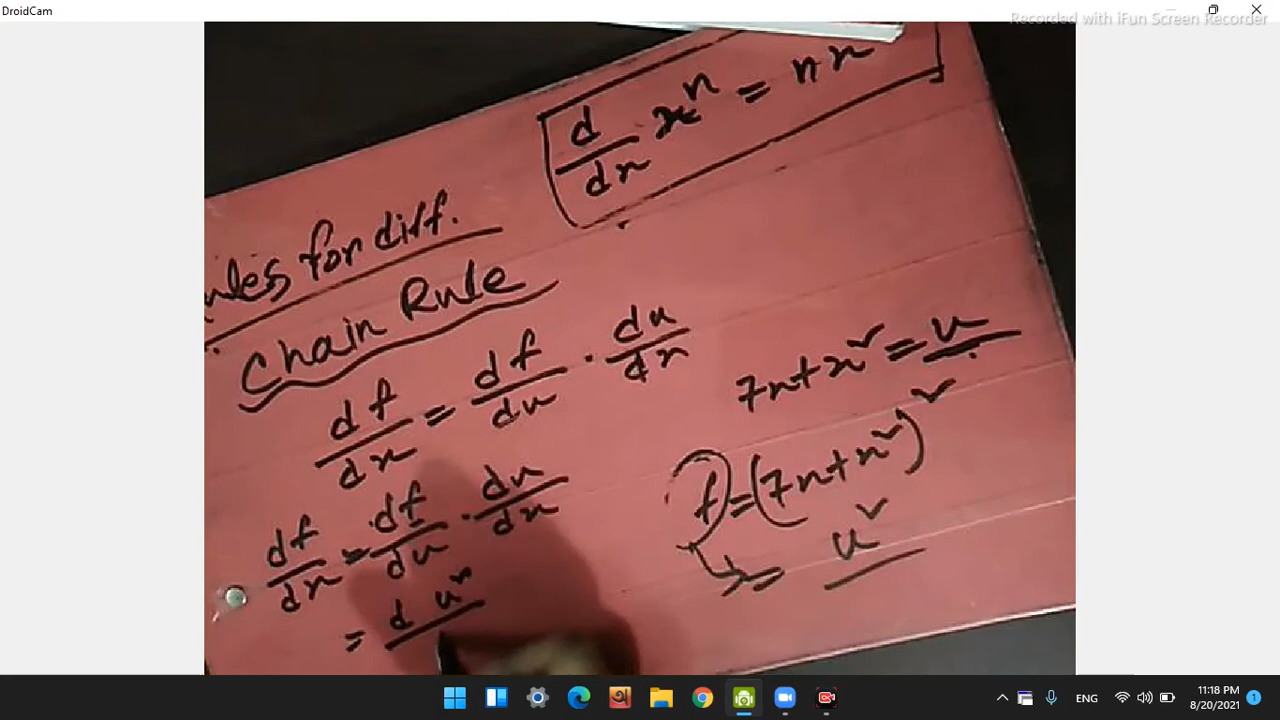 DroidCam
Recorded with iFun Screen Recorder
d/dx x^n = n x
ules for diff.
Chain Rule
df/dx = df/du · du/dx
7x+x² = u
f = (7x+x²)²
= u²
df/dx = df/du · du/dx
= d u²
ENG
11:18 PM
8/20/2021
1